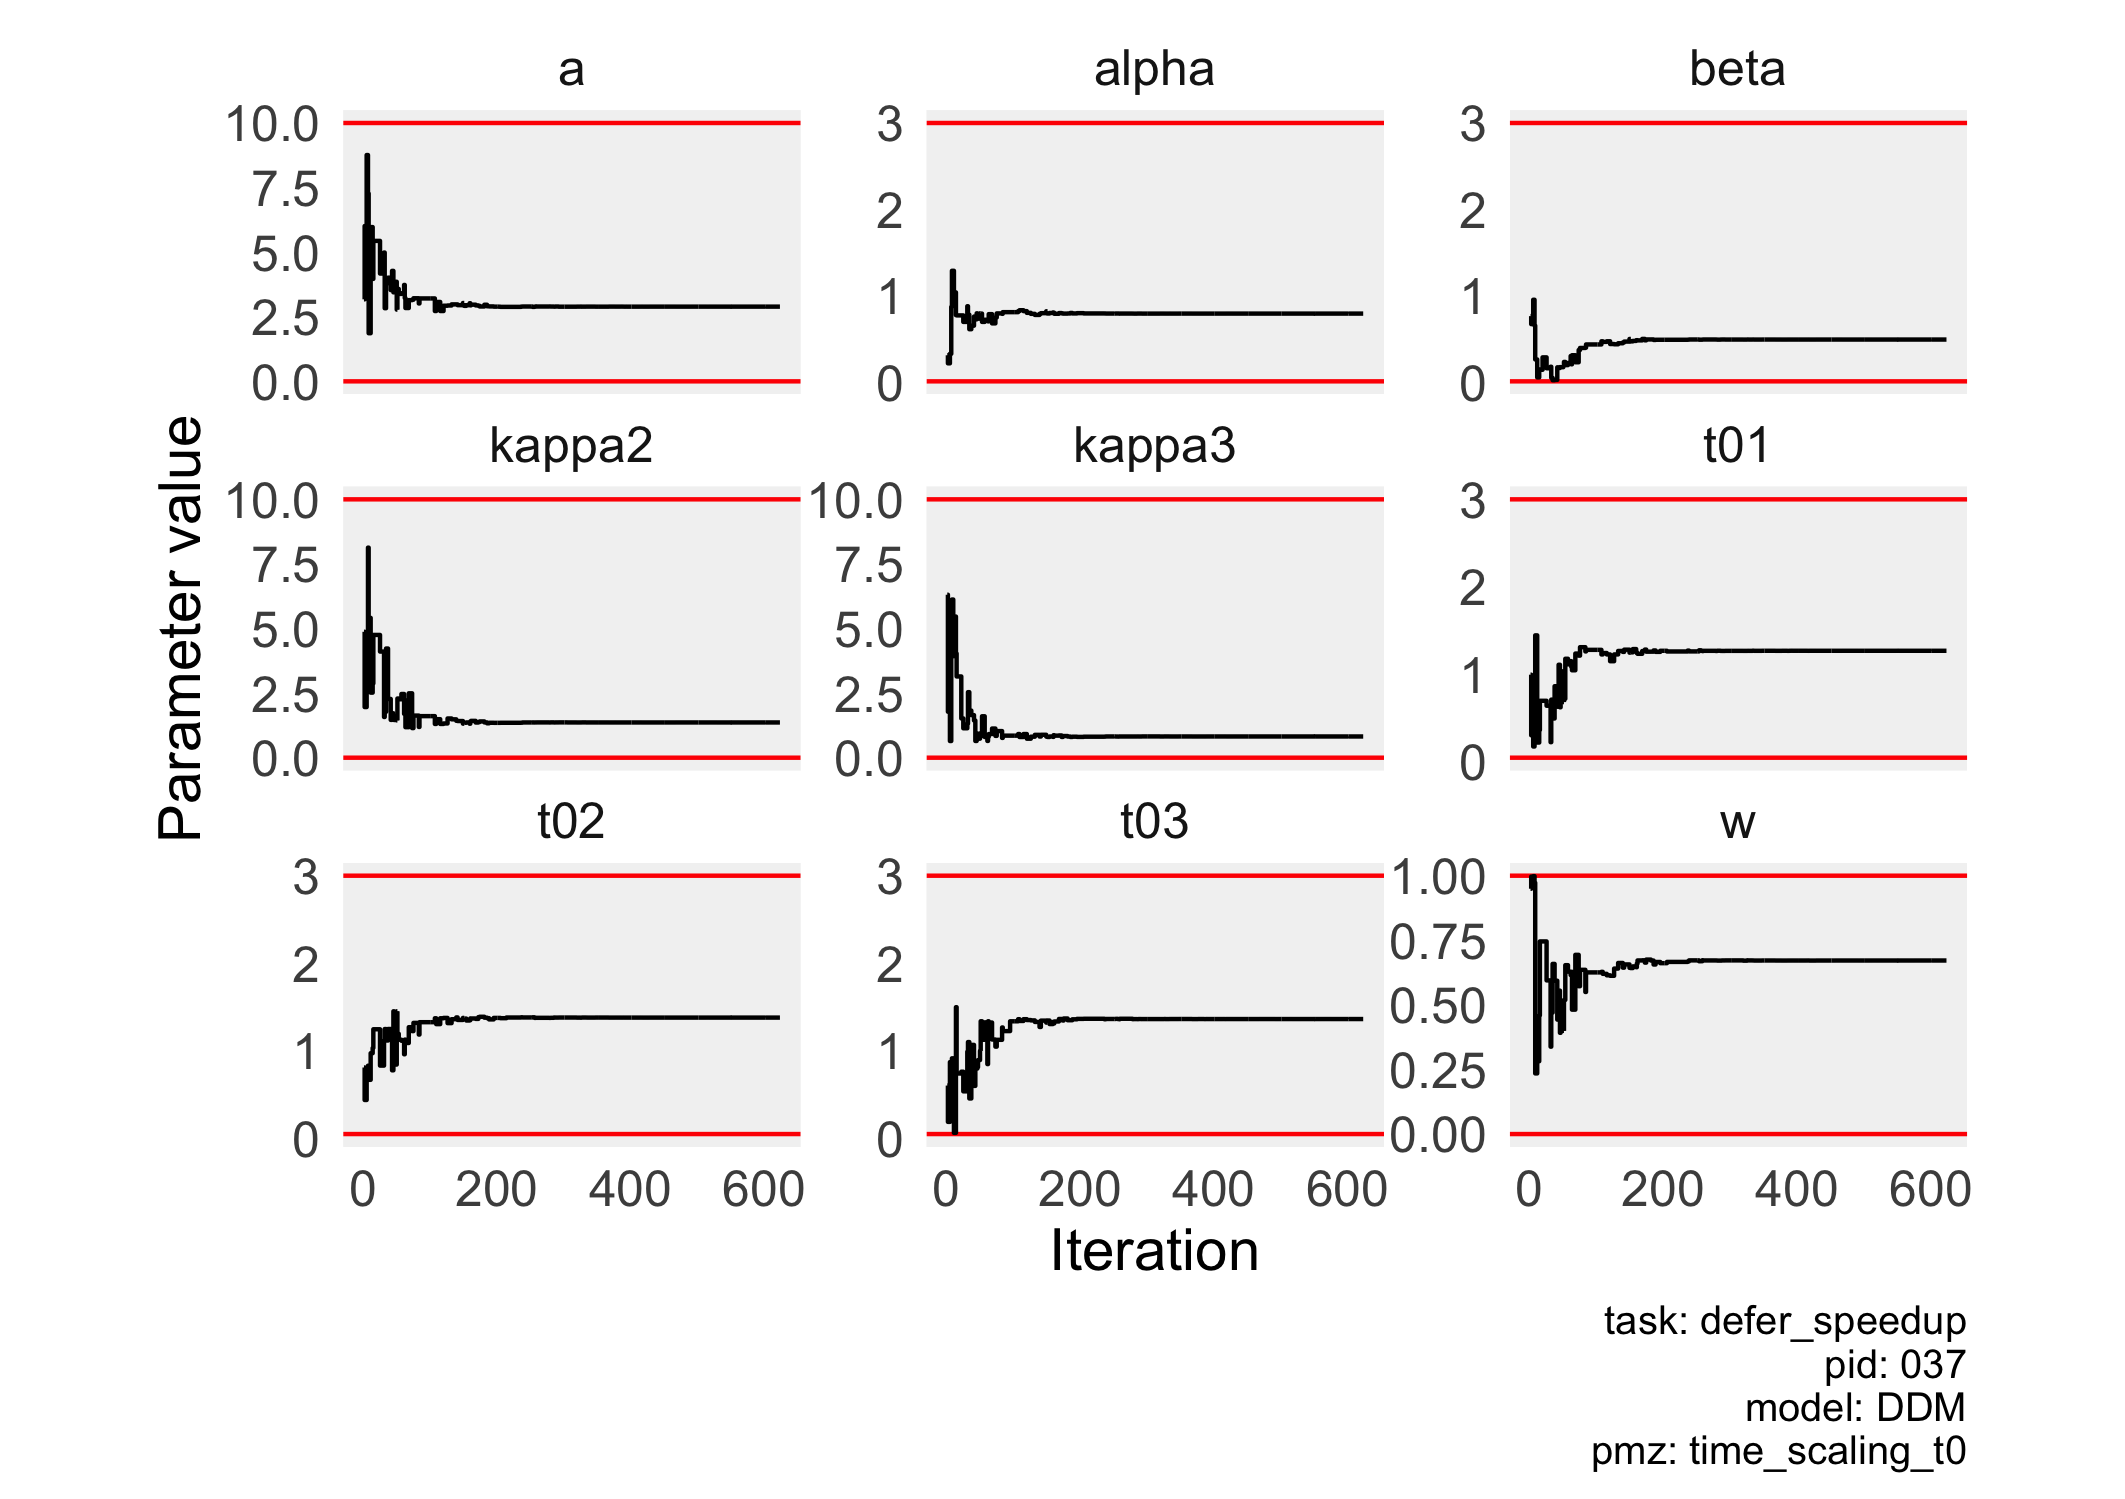 a alpha beta
10.0 3 3
7.5 2 2
5.0 1 1
2.5 0 0
0.0
kappa2 kappa3 t01
10.0 10.0 3
7.5 7.5 2
5.0 5.0 1
2.5 2.5 0
0.0 0.0
t02 t03 w
3 3 1.00
2 2 0.75
1 1 0.50
0 0 0.25
0.00
0 200 400 600 0 200 400 600 0 200 400 600
Parameter value
Iteration
task: defer_speedup
pid: 037
model: DDM
pmz: time_scaling_t0